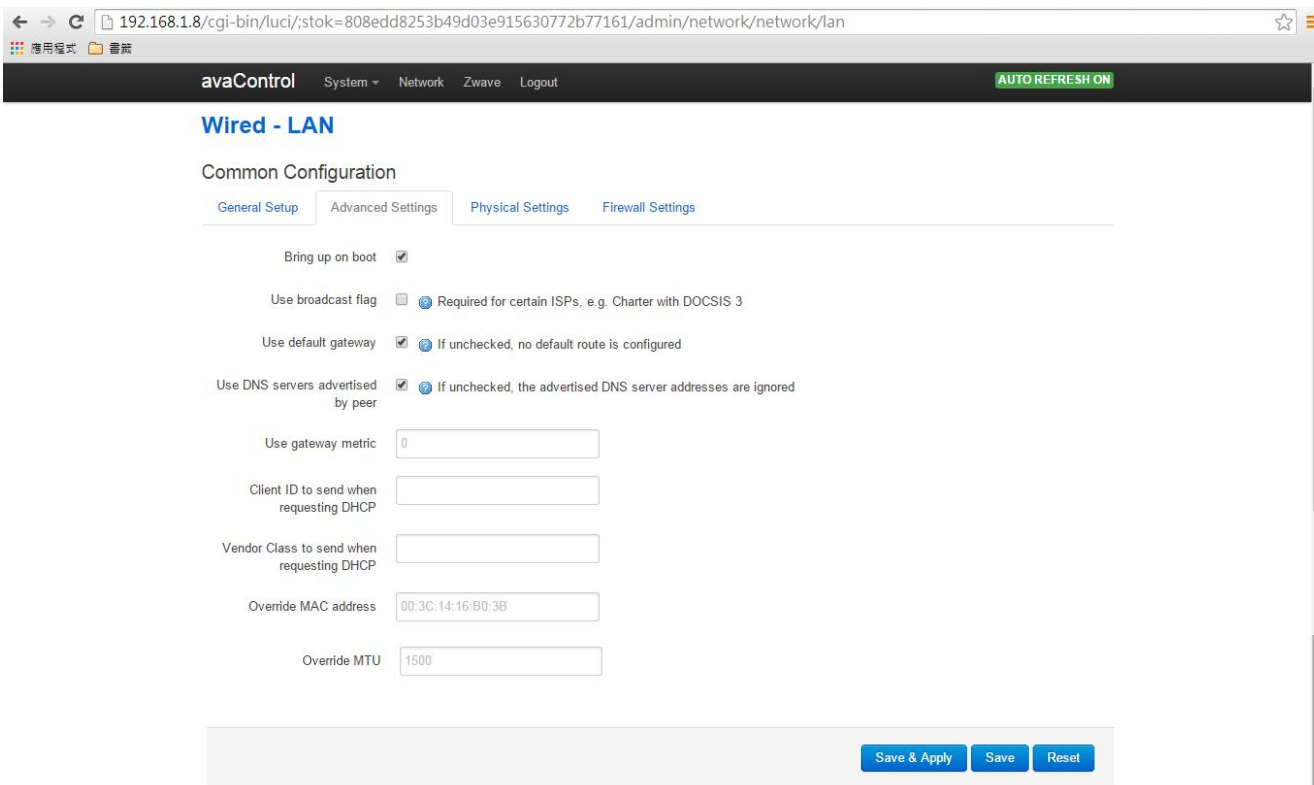 192.168.1.8/cgi-bin/luci/;stok=808edd8253b49d03e915630772b77161/admin/network/network/lan
應用程式 書籤
avaControl System Network Zwave Logout AUTO REFRESH ON
Wired - LAN
Common Configuration
General Setup Advanced Settings Physical Settings Firewall Settings
Bring up on boot
Use broadcast flag Required for certain ISPs, e.g. Charter with DOCSIS 3
Use default gateway If unchecked, no default route is configured
Use DNS servers advertised
by peer
If unchecked, the advertised DNS server addresses are ignored
Use gateway metric 0
Client ID to send when
requesting DHCP
Vendor Class to send when
requesting DHCP
Override MAC address 00:3C:14:16:B0:3B
Override MTU 1500
Save & Apply Save Reset